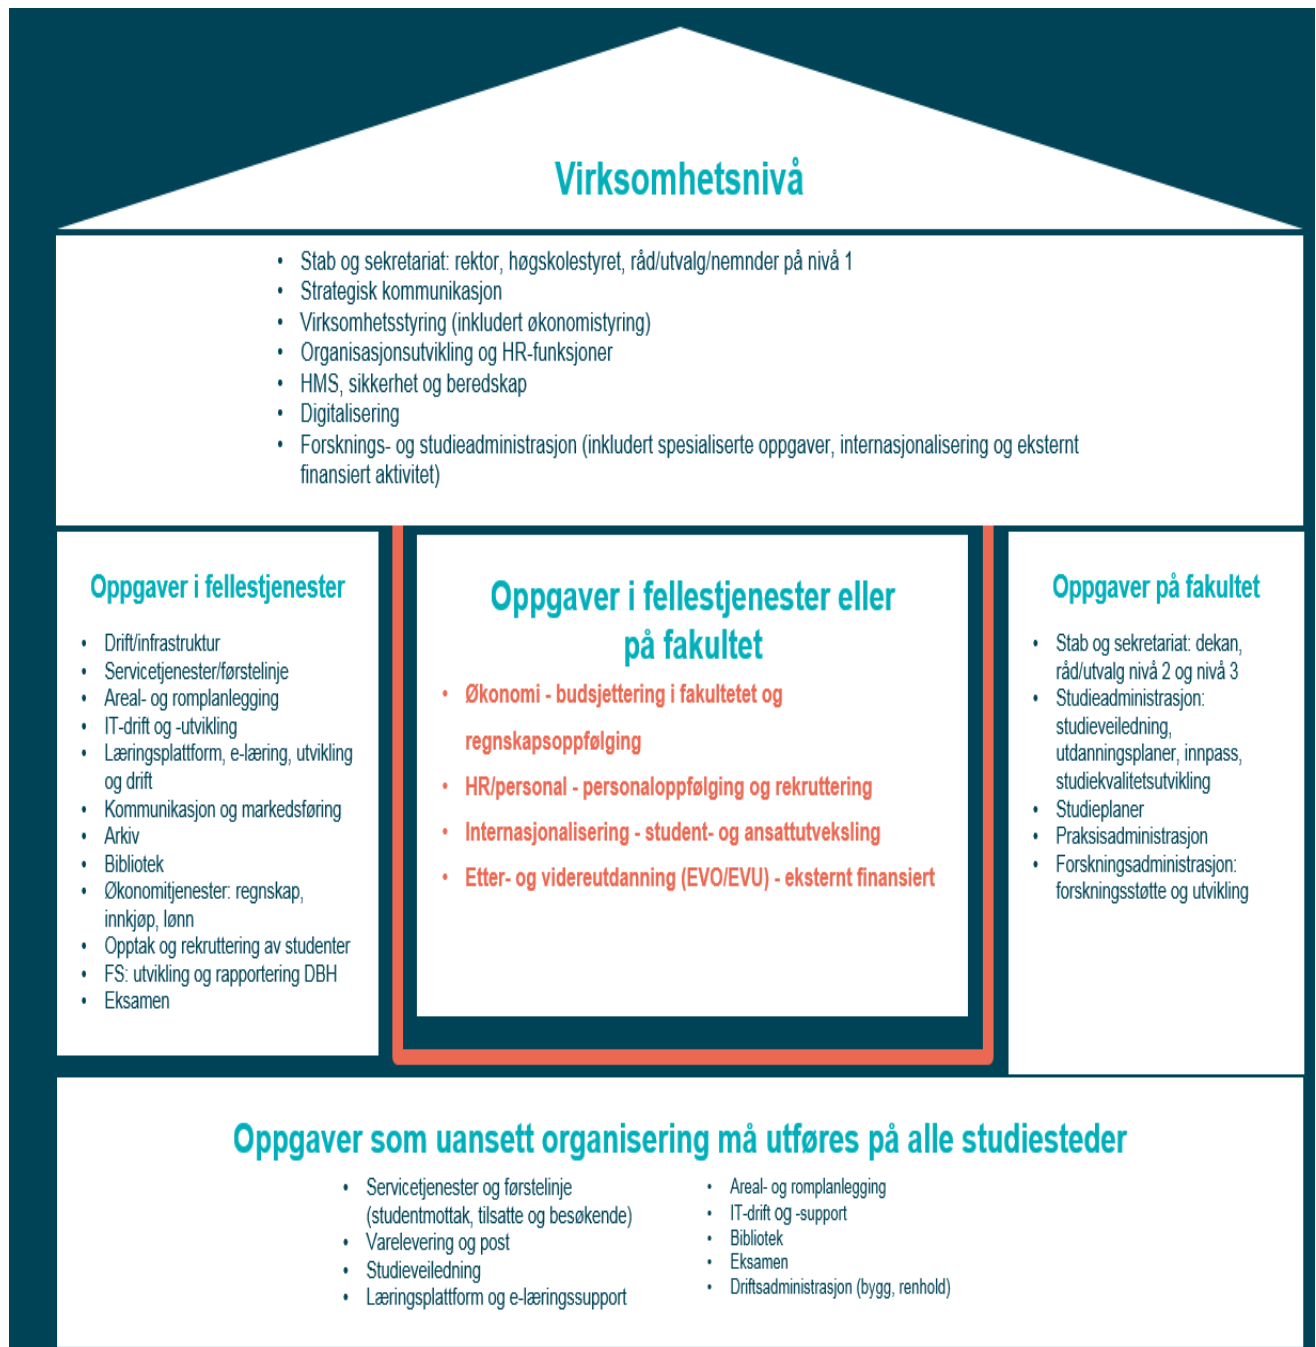 Virksomhetsnivå
• Stab og sekretariat: rektor, høgskolestyret, råd/utvalg/nemnder på nivå 1
• Strategisk kommunikasjon
• Virksomhetsstyring (inkludert økonomistyring)
• Organisasjonsutvikling og HR-funksjoner
• HMS, sikkerhet og beredskap
• Digitalisering
• Forsknings- og studieadministrasjon (inkludert spesialiserte oppgaver, internasjonalisering og eksternt
finansiert aktivitet)
Oppgaver i fellestjenester
• Drift/infrastruktur
• Servicetjenester/førstelinje
• Areal- og romplanlegging
• IT-drift og -utvikling
• Læringsplattform, e-læring, utvikling
og drift
• Kommunikasjon og markedsføring
• Arkiv
• Bibliotek
• Økonomitjenester: regnskap,
innkjøp, lønn
• Opptak og rekruttering av studenter
• FS: utvikling og rapportering DBH
• Eksamen
Oppgaver i fellestjenester eller
på fakultet
• Økonomi - budsjettering i fakultetet og
regnskapsoppfølging
• HR/personal - personaloppfølging og rekruttering
• Internasjonalisering - student- og ansattutveksling
• Etter- og videreutdanning (EVO/EVU) - eksternt finansiert
Oppgaver på fakultet
• Stab og sekretariat: dekan,
råd/utvalg nivå 2 og nivå 3
• Studieadministrasjon:
studieveiledning,
utdanningsplaner, innpass,
studiekvalitetsutvikling
• Studieplaner
• Praksisadministrasjon
• Forskningsadministrasjon:
forskningsstøtte og utvikling
Oppgaver som uansett organisering må utføres på alle studiesteder
• Servicetjenester og førstelinje
(studentmottak, tilsatte og besøkende)
• Varelevering og post
• Studieveiledning
• Læringsplattform og e-læringssupport
• Areal- og romplanlegging
• IT-drift og -support
• Bibliotek
• Eksamen
• Driftsadministrasjon (bygg, renhold)